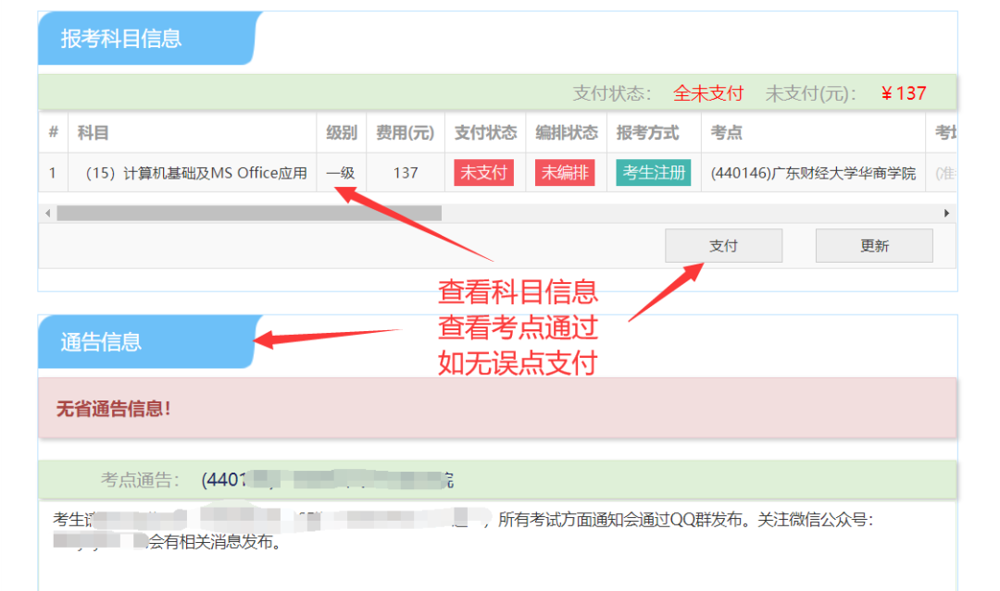 报考科目信息
支付状态： 全未支付 未支付(元)： ￥137
# 科目 级别 费用(元) 支付状态 编排状态 报考方式 考点
1 （15）计算机基础及MS Office应用 一级 137 未支付 未编排 考生注册 (440146)广东财经大学华商学院 (准
支付 更新
查看科目信息
查看考点通过
如无误点支付
通告信息
无省通告信息！
考点通告： (4401 院
考生 ，所有考试方面通知会通过QQ群发布。关注微信公众号：
会有相关消息发布。